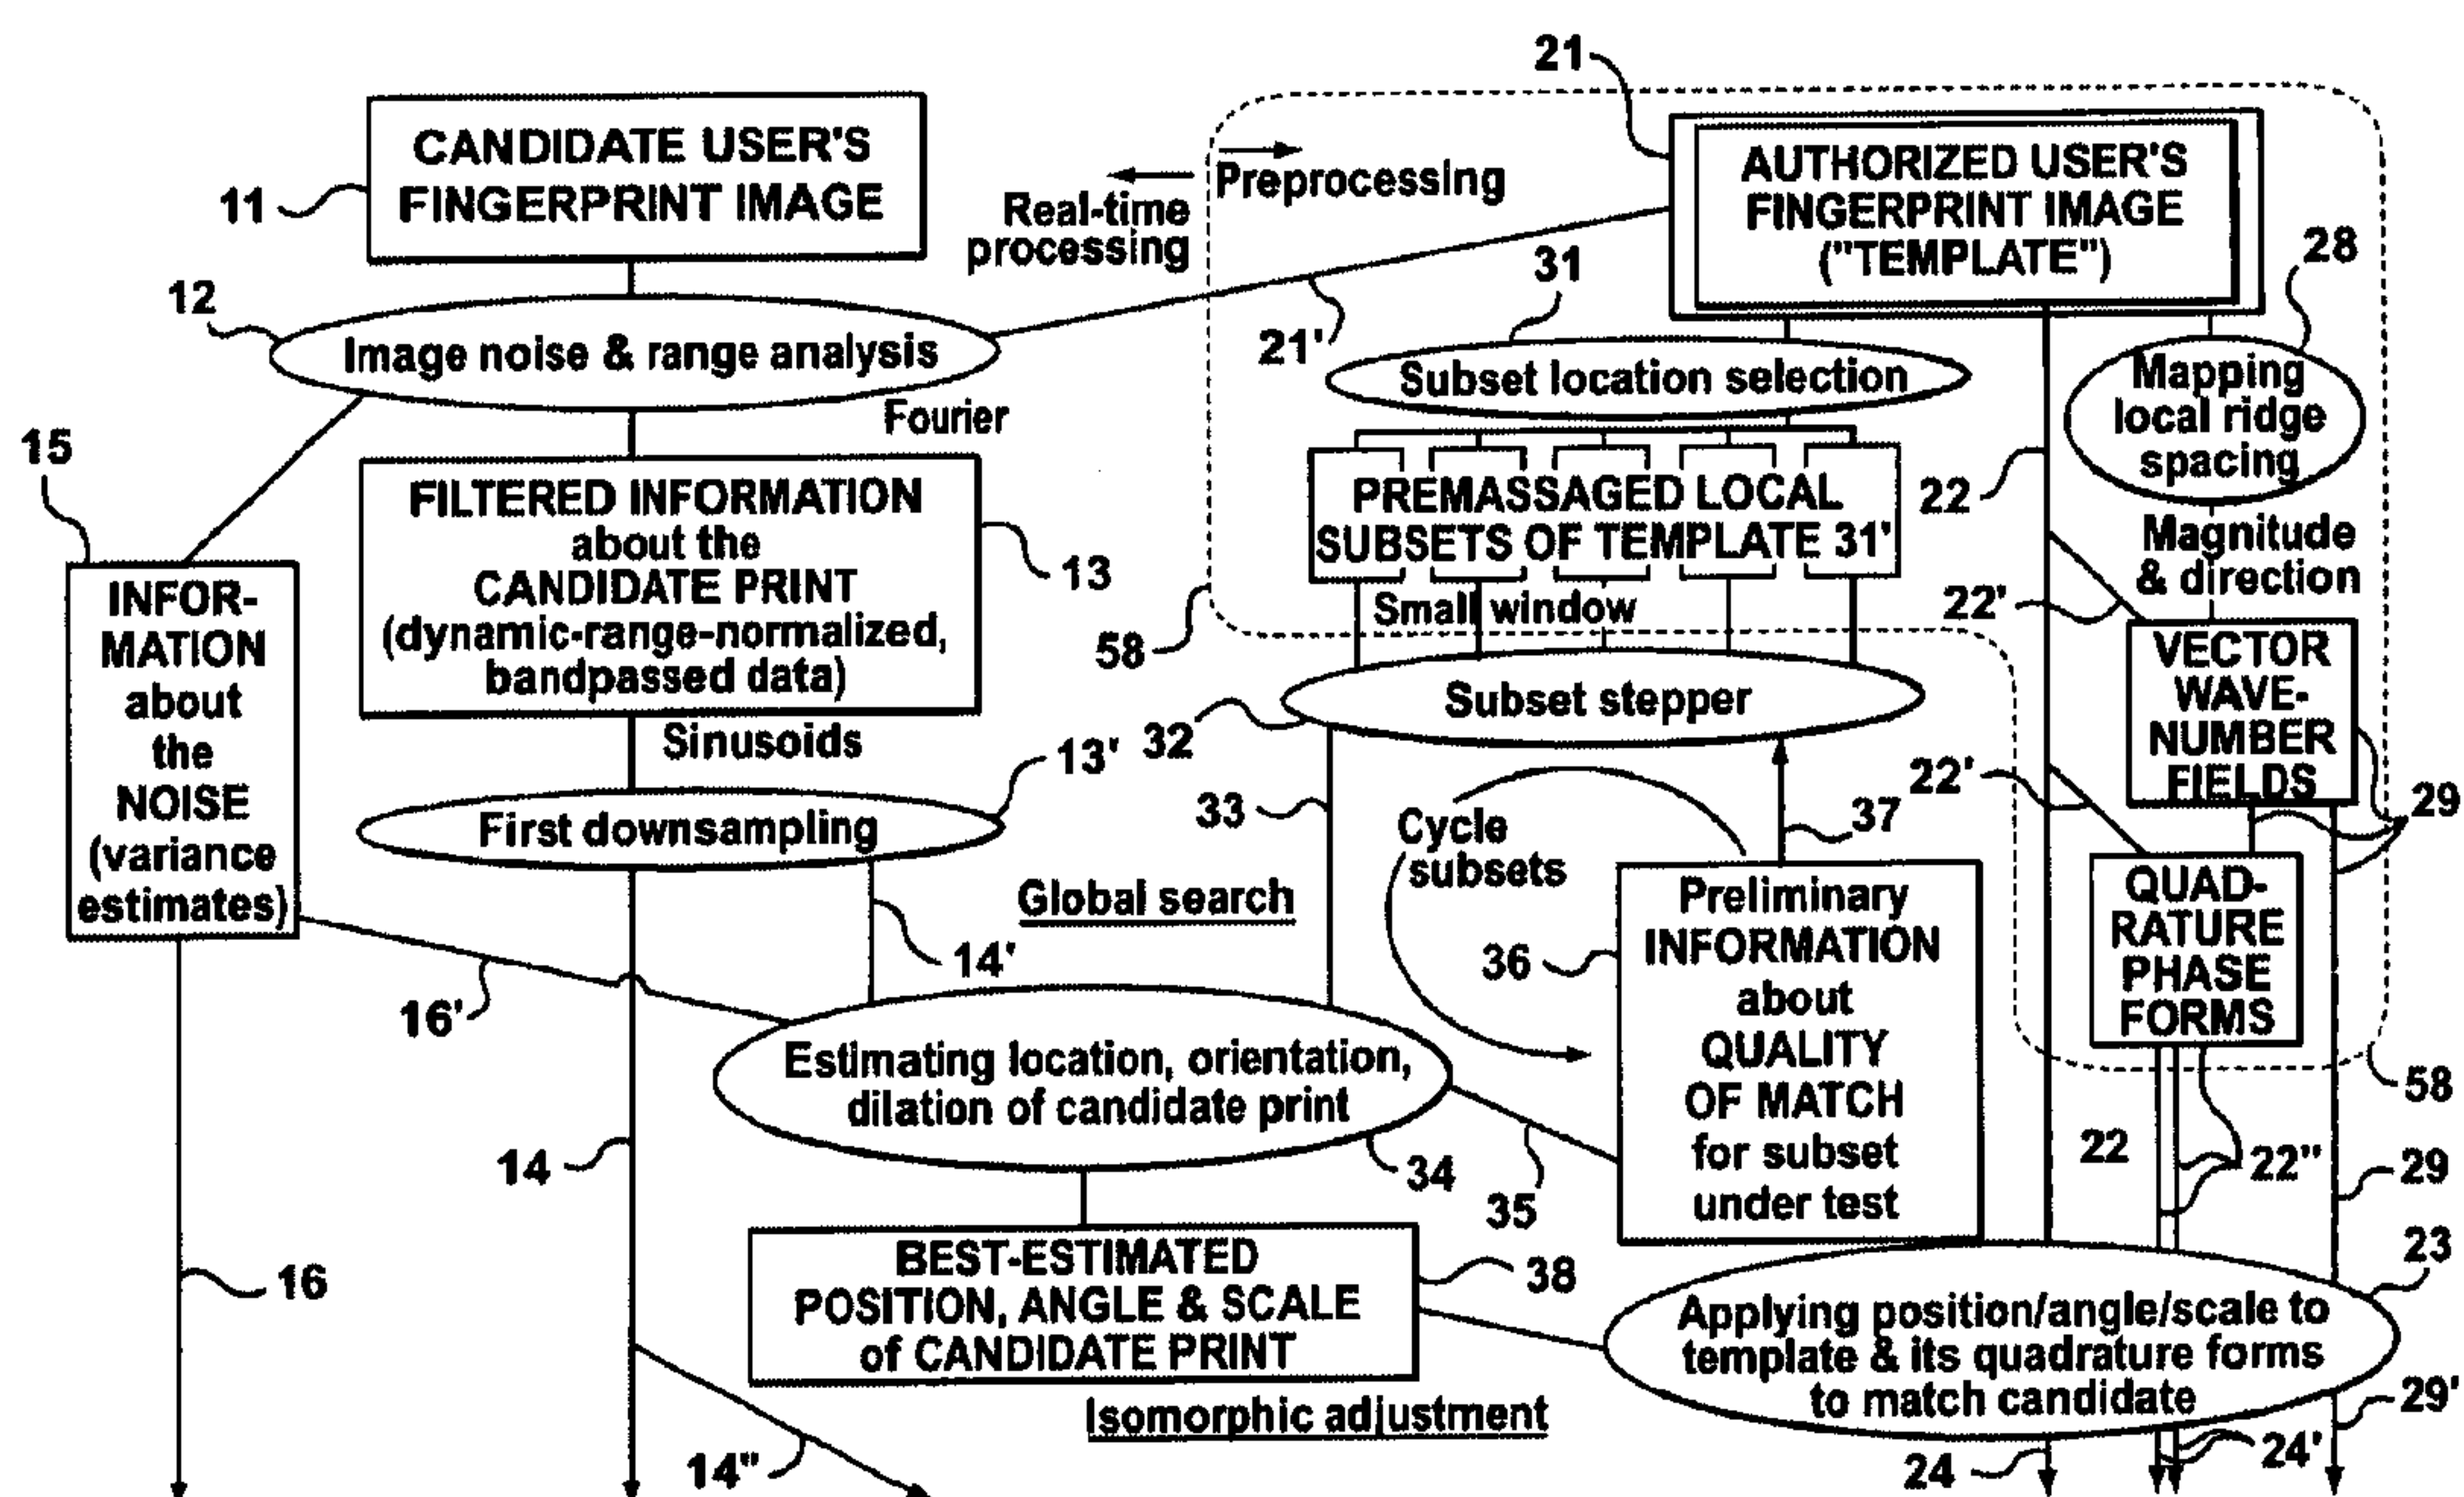 21
CANDIDATE USER'S
FINGERPRINT IMAGE
11
Preprocessing
Real-time
processing
AUTHORIZED USER'S
FINGERPRINT IMAGE
("TEMPLATE")
28
12
Image noise & range analysis
21'
31
Subset location selection
Mapping
local ridge
spacing
Fourier
15
FILTERED INFORMATION
about the
CANDIDATE PRINT
(dynamic-range-normalized,
bandpassed data)
13
PREMASSAGED LOCAL
SUBSETS OF TEMPLATE 31'
22
Magnitude
& direction
Small window
58
22'
INFOR-
MATION
about
the
NOISE
(variance
estimates)
VECTOR
WAVE-
NUMBER
FIELDS
Subset stepper
32
Sinusoids
13'
First downsampling
33
Cycle
subsets
37
22'
29
Global search
14'
16'
36
Preliminary
INFORMATION
about
QUALITY
OF MATCH
for subset
under test
QUAD-
RATURE
PHASE
FORMS
58
Estimating location, orientation,
dilation of candidate print
34
35
14
22
22"
29
16
BEST-ESTIMATED
POSITION, ANGLE & SCALE
of CANDIDATE PRINT
38
23
Applying position/angle/scale to
template & its quadrature forms
to match candidate
Isomorphic adjustment
29'
14"
24
24'